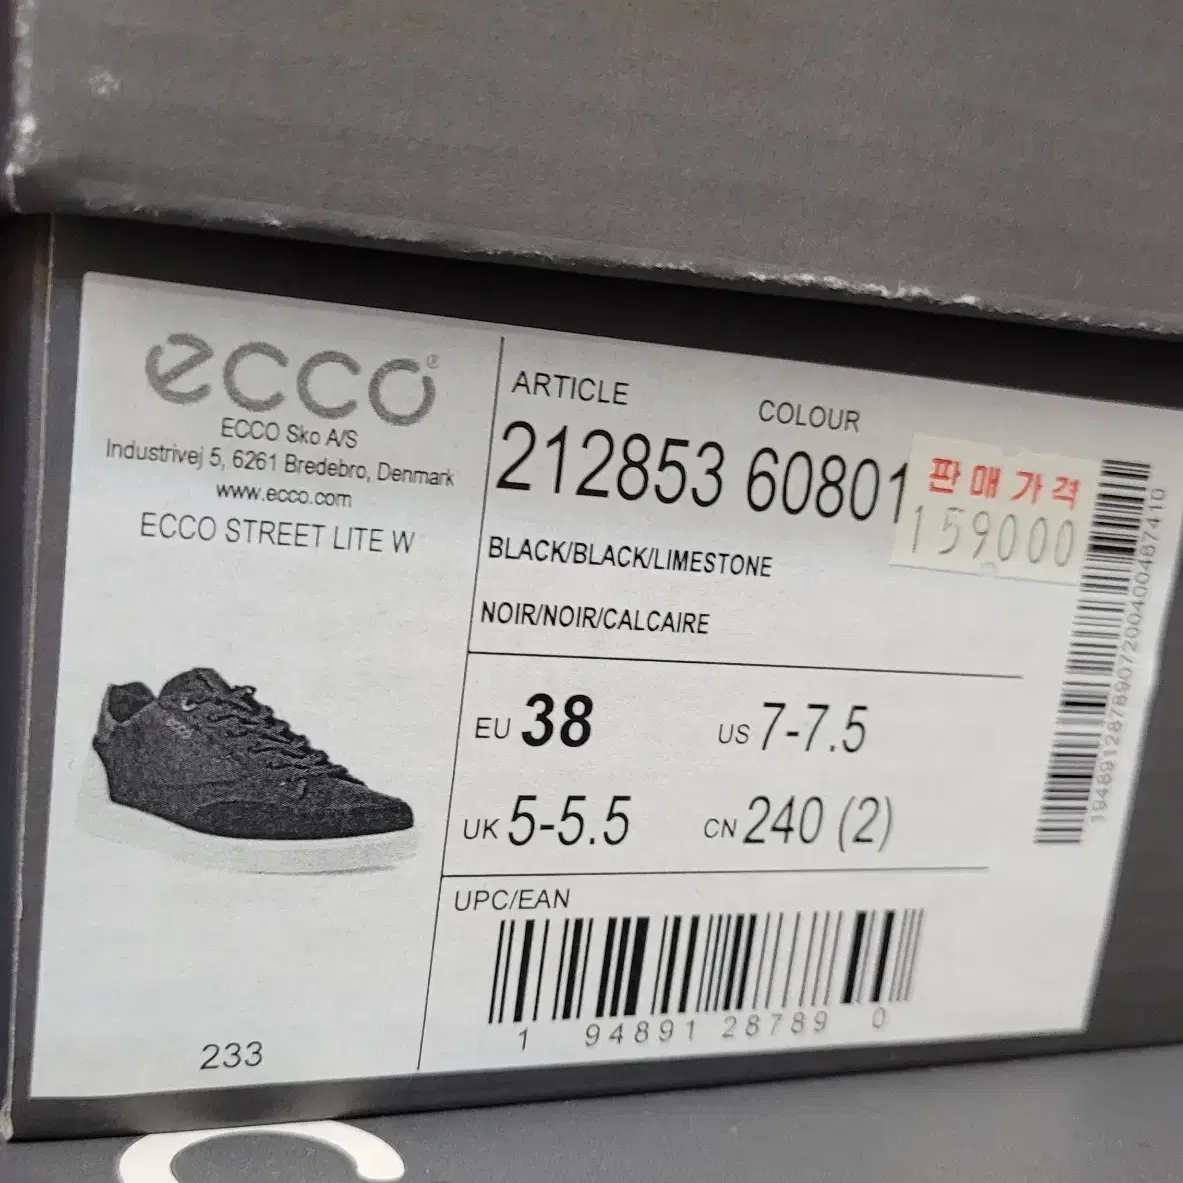 ecco®
ECCO Sko A/S
Industrivej 5, 6261 Bredebro, Denmark
www.ecco.com
ECCO STREET LITE W
233
ARTICLE
COLOUR
212853 60801
BLACK/BLACK/LIMESTONE
NOIR/NOIR/CALCAIRE
판매가격
159000
EU 38
US 7-7.5
UK 5-5.5
CN 240 (2)
UPC/EAN
1 94891 28789 0
1948912878907200400487410